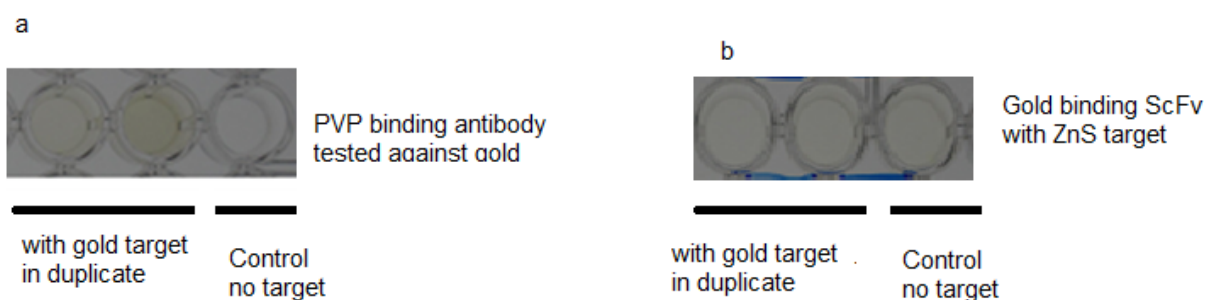 a
PVP binding antibody
tested against gold
with gold target
in duplicate
Control
no target
b
Gold binding ScFv
with ZnS target
with gold target .
in duplicate
Control
no target